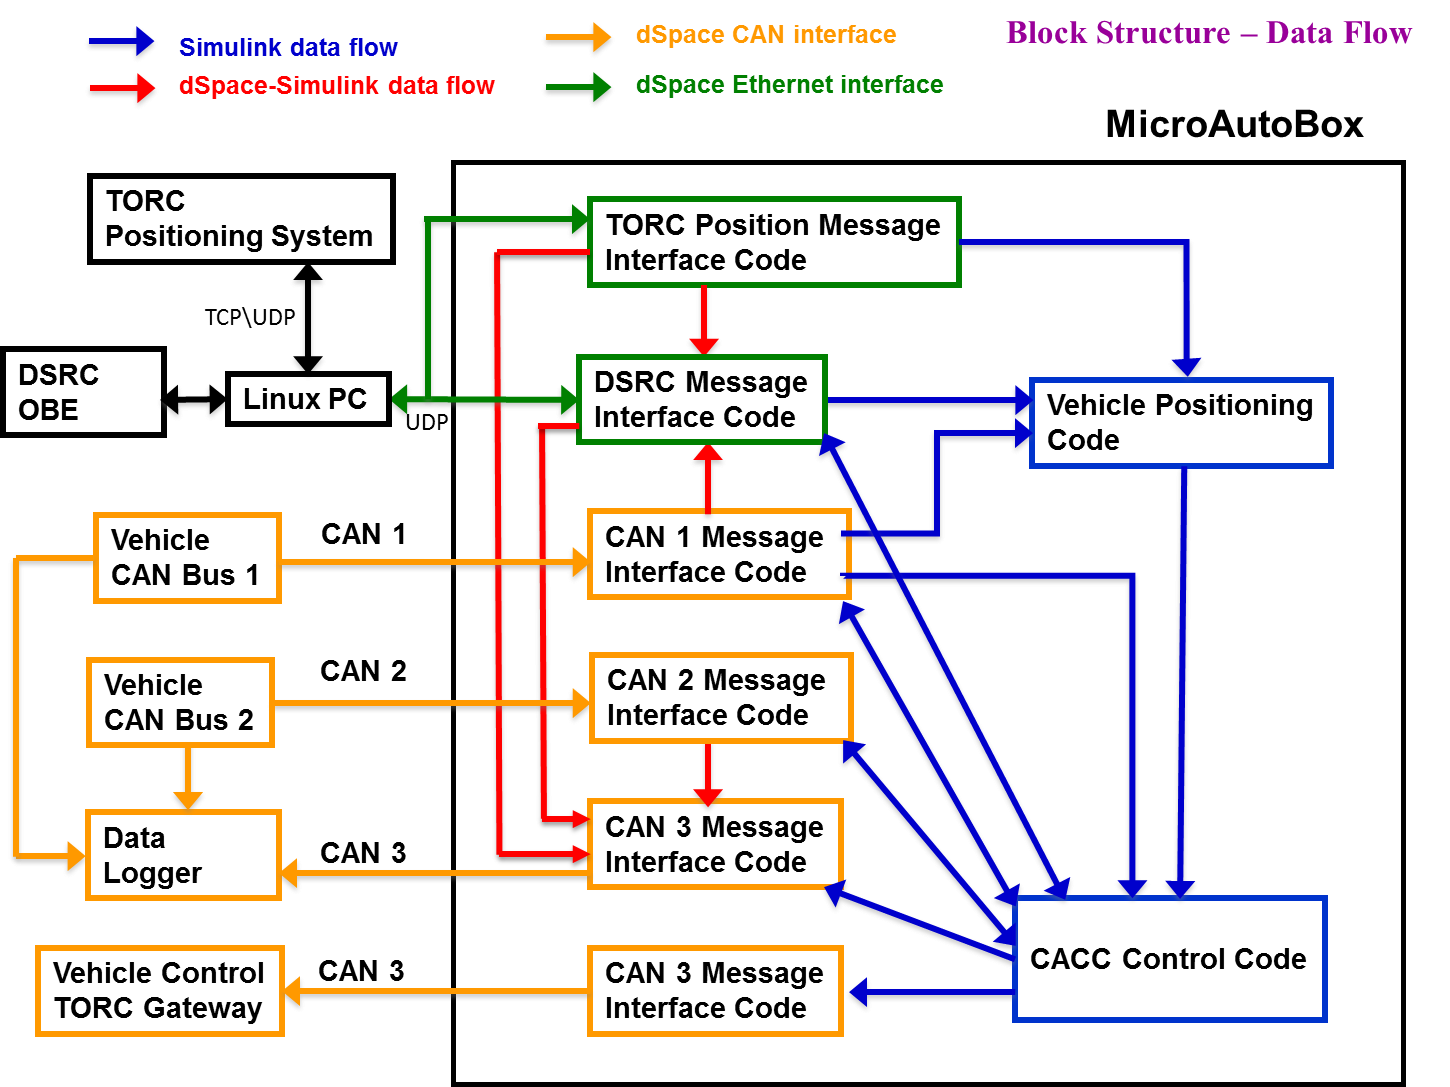 Simulink data flow
dSpace CAN interface
Block Structure – Data Flow
dSpace-Simulink data flow
dSpace Ethernet interface
MicroAutoBox
TORC
Positioning System
TORC Position Message
Interface Code
TCP\UDP
DSRC
OBE
Linux PC
UDP
DSRC Message
Interface Code
Vehicle Positioning
Code
Vehicle
CAN Bus 1
CAN 1
CAN 1 Message
Interface Code
Vehicle
CAN Bus 2
CAN 2
CAN 2 Message
Interface Code
Data
Logger
CAN 3
CAN 3 Message
Interface Code
Vehicle Control
TORC Gateway
CAN 3
CAN 3 Message
Interface Code
CACC Control Code